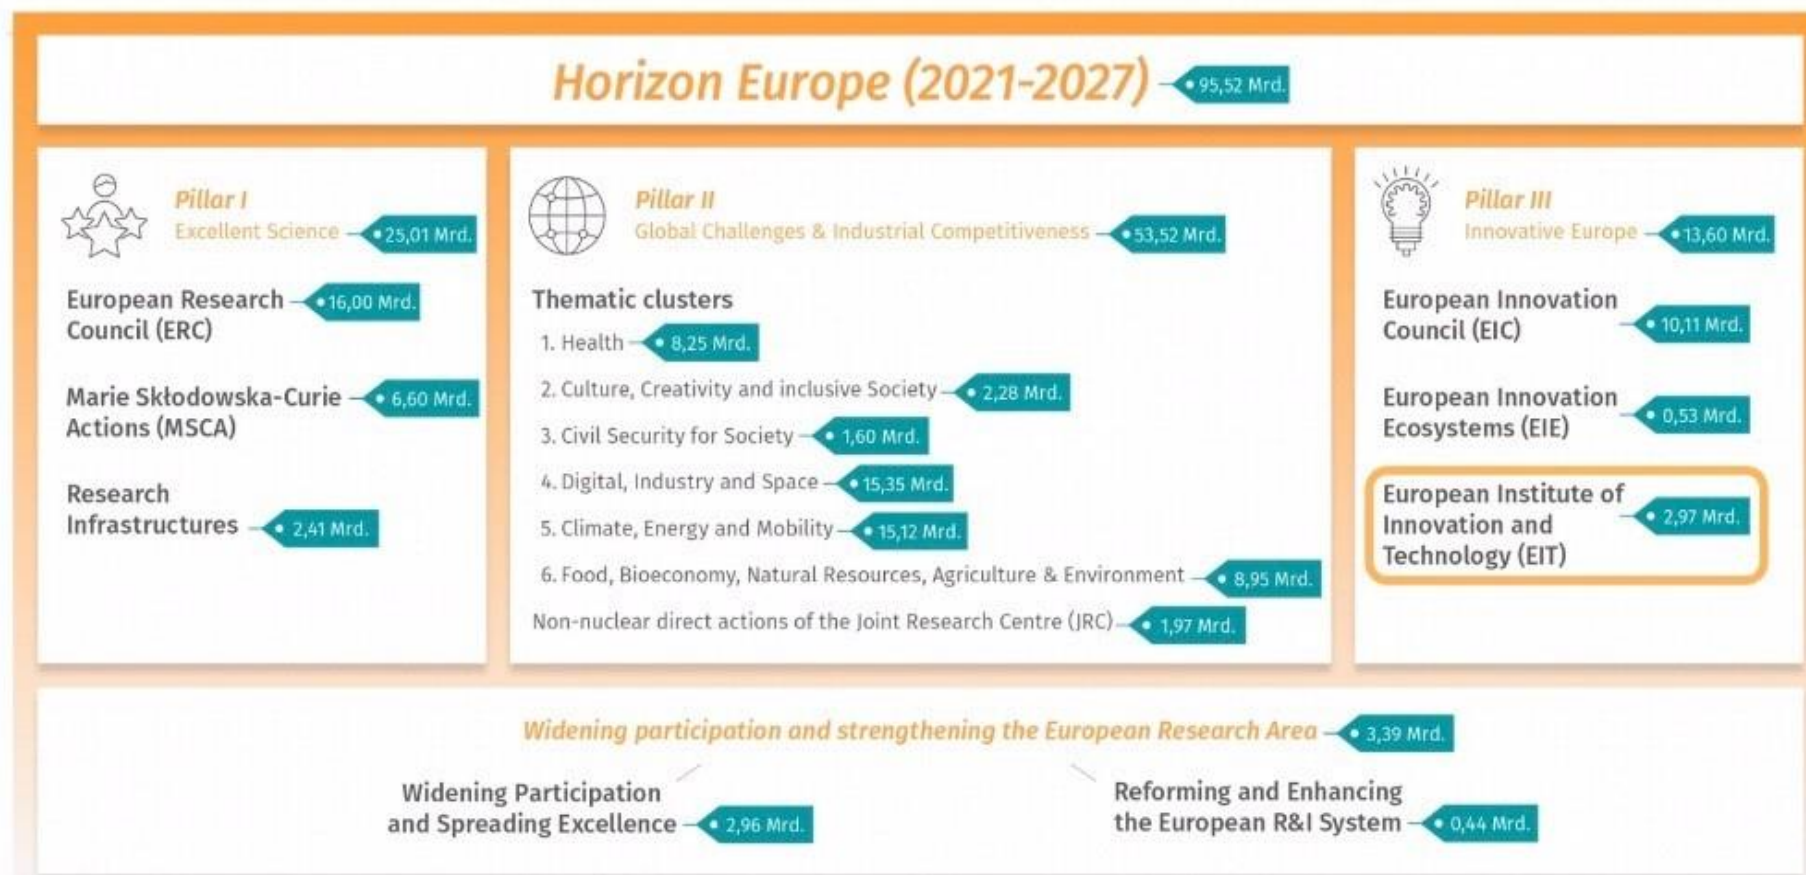 Horizon Europe (2021-2027) 95,52 Mrd.
Pillar I
Excellent Science 25,01 Mrd.
European Research 16,00 Mrd.
Council (ERC)
Marie Skłodowska-Curie 6,60 Mrd.
Actions (MSCA)
Research
Infrastructures 2,41 Mrd.
Pillar II
Global Challenges & Industrial Competitiveness 53,52 Mrd.
Thematic clusters
1. Health 8,25 Mrd.
2. Culture, Creativity and inclusive Society 2,28 Mrd.
3. Civil Security for Society 1,60 Mrd.
4. Digital, Industry and Space 15,35 Mrd.
5. Climate, Energy and Mobility 15,12 Mrd.
6. Food, Bioeconomy, Natural Resources, Agriculture & Environment 8,95 Mrd.
Non-nuclear direct actions of the Joint Research Centre (JRC) 1,97 Mrd.
Pillar III
Innovative Europe 13,60 Mrd.
European Innovation
Council (EIC) 10,11 Mrd.
European Innovation
Ecosystems (EIE) 0,53 Mrd.
European Institute of
Innovation and 2,97 Mrd.
Technology (EIT)
Widening participation and strengthening the European Research Area 3,39 Mrd.
Widening Participation
and Spreading Excellence 2,96 Mrd.
Reforming and Enhancing
the European R&I System 0,44 Mrd.